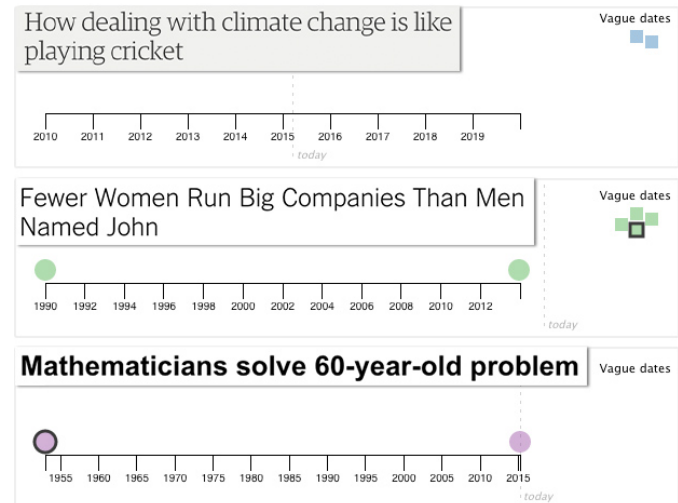 How dealing with climate change is like
playing cricket
Vague dates
2010 2011 2012 2013 2014 2015 2016 2017 2018 2019
today
Fewer Women Run Big Companies Than Men
Named John
Vague dates
1990 1992 1994 1996 1998 2000 2002 2004 2006 2008 2010 2012
today
Mathematicians solve 60-year-old problem
Vague dates
1955 1960 1965 1970 1975 1980 1985 1990 1995 2000 2005 2010 2015
today